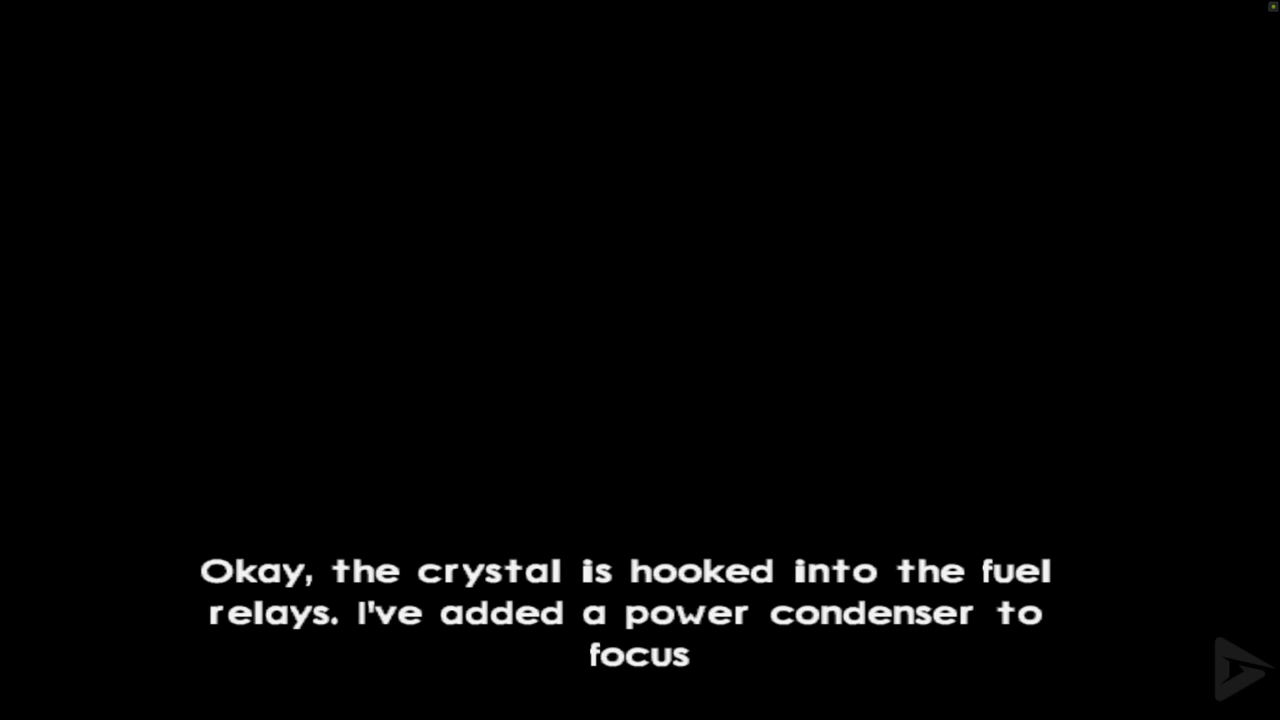 Okay, the crystal is hooked into the fuel
relays. I've added a power condenser to
focus